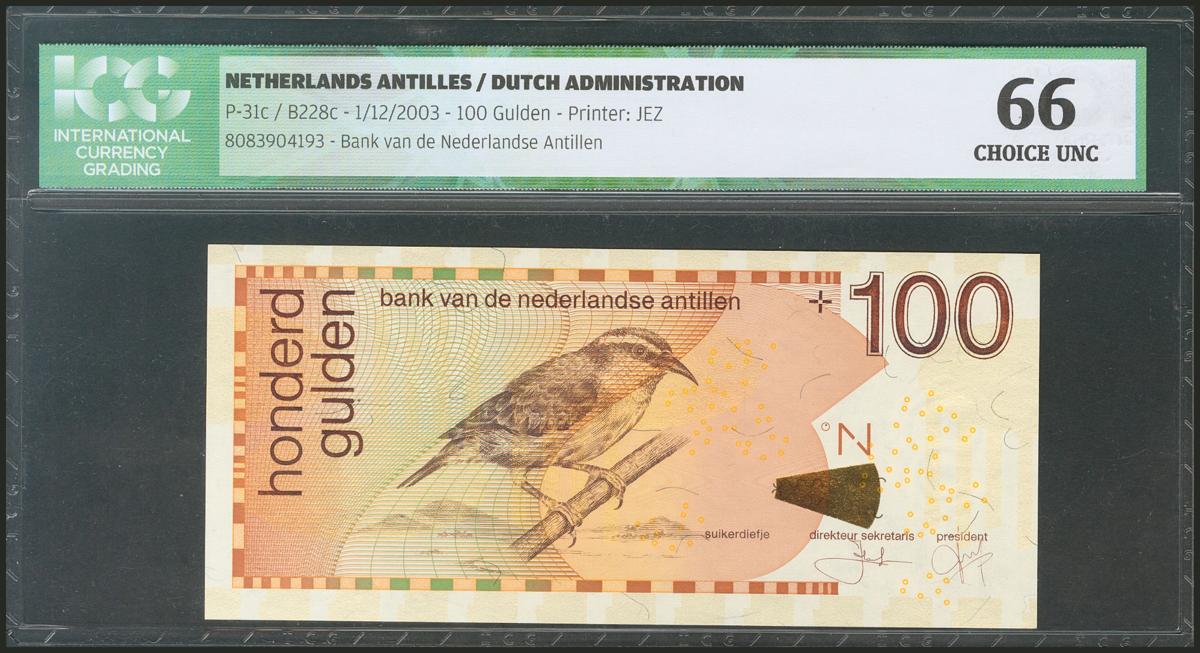 ICG
INTERNATIONAL
CURRENCY
GRADING
NETHERLANDS ANTILLES / DUTCH ADMINISTRATION
P-31c / B228c - 1/12/2003 - 100 Gulden - Printer: JEZ
8083904193 - Bank van de Nederlandse Antillen
66
CHOICE UNC
honderd
gulden
bank van de nederlandse antillen
+100
N
suikerdiefje
direkteur sekretaris
president